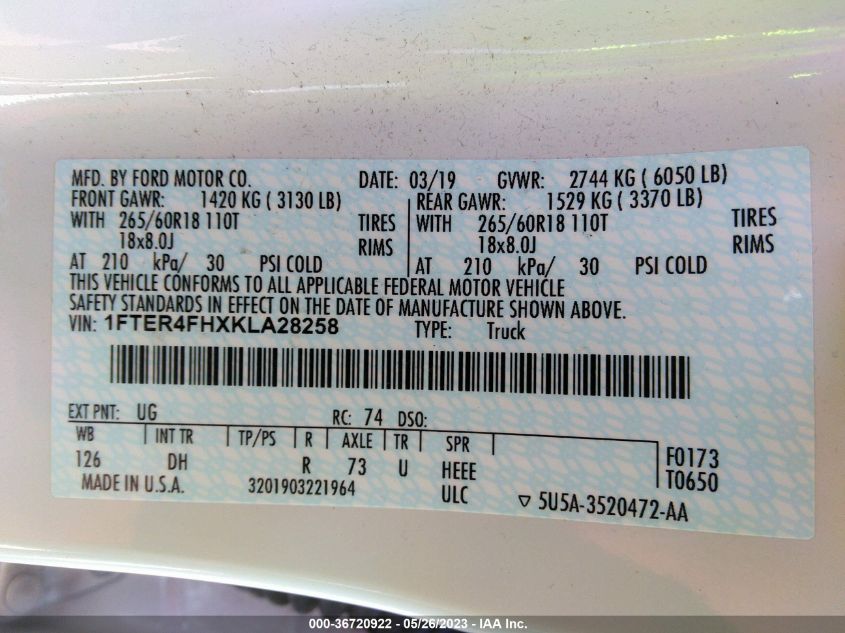 MFD. BY FORD MOTOR CO. DATE: 03/19 GVWR: 2744 KG ( 6050 LB)
FRONT GAWR: 1420 KG ( 3130 LB) REAR GAWR: 1529 KG ( 3370 LB)
WITH 265/60R18 110T TIRES WITH 265/60R18 110T TIRES
18x8.0J RIMS 18x8.0J RIMS
AT 210 kPa/ 30 PSI COLD AT 210 kPa/ 30 PSI COLD
THIS VEHICLE CONFORMS TO ALL APPLICABLE FEDERAL MOTOR VEHICLE
SAFETY STANDARDS IN EFFECT ON THE DATE OF MANUFACTURE SHOWN ABOVE.
VIN: 1FTER4FHXKLA28258 TYPE: Truck
EXT PNT: UG RC: 74 DSO:
WB INT TR TP/PS R AXLE TR SPR
126 DH R 73 U HEEE F0173
ULC T0650
MADE IN U.S.A. 3201903221964 ▽ 5U5A-3520472-AA
000-36720922 - 05/26/2023 - IAA Inc.